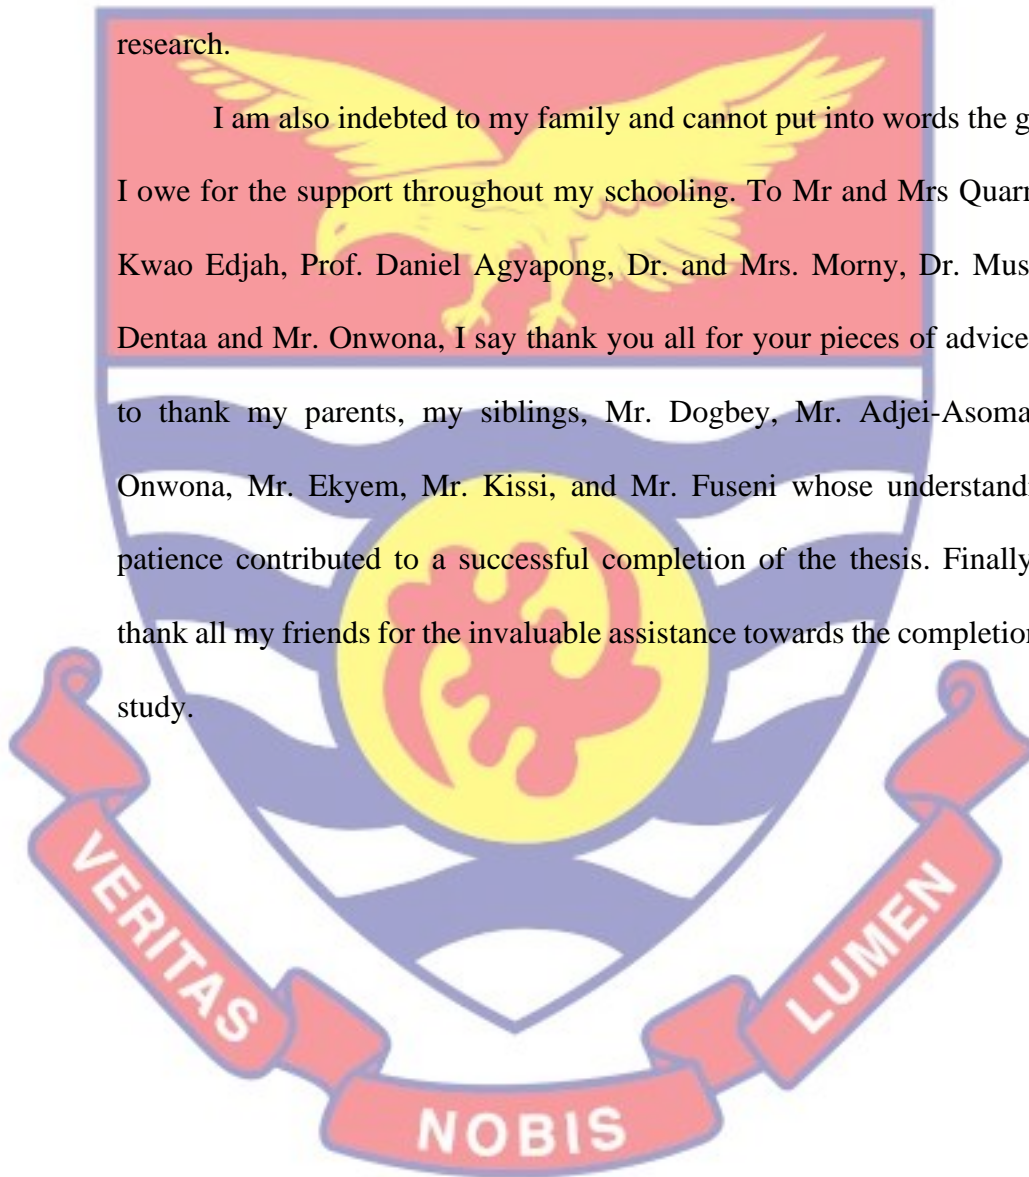 research.
I am also indebted to my family and cannot put into words the g
I owe for the support throughout my schooling. To Mr and Mrs Quarr
Kwao Edjah, Prof. Daniel Agyapong, Dr. and Mrs. Morny, Dr. Mus
Dentaa and Mr. Onwona, I say thank you all for your pieces of advice
to thank my parents, my siblings, Mr. Dogbey, Mr. Adjei-Asoma
Onwona, Mr. Ekyem, Mr. Kissi, and Mr. Fuseni whose understand
patience contributed to a successful completion of the thesis. Finally
thank all my friends for the invaluable assistance towards the completion
study.
VERITAS
NOBIS
LUMEN